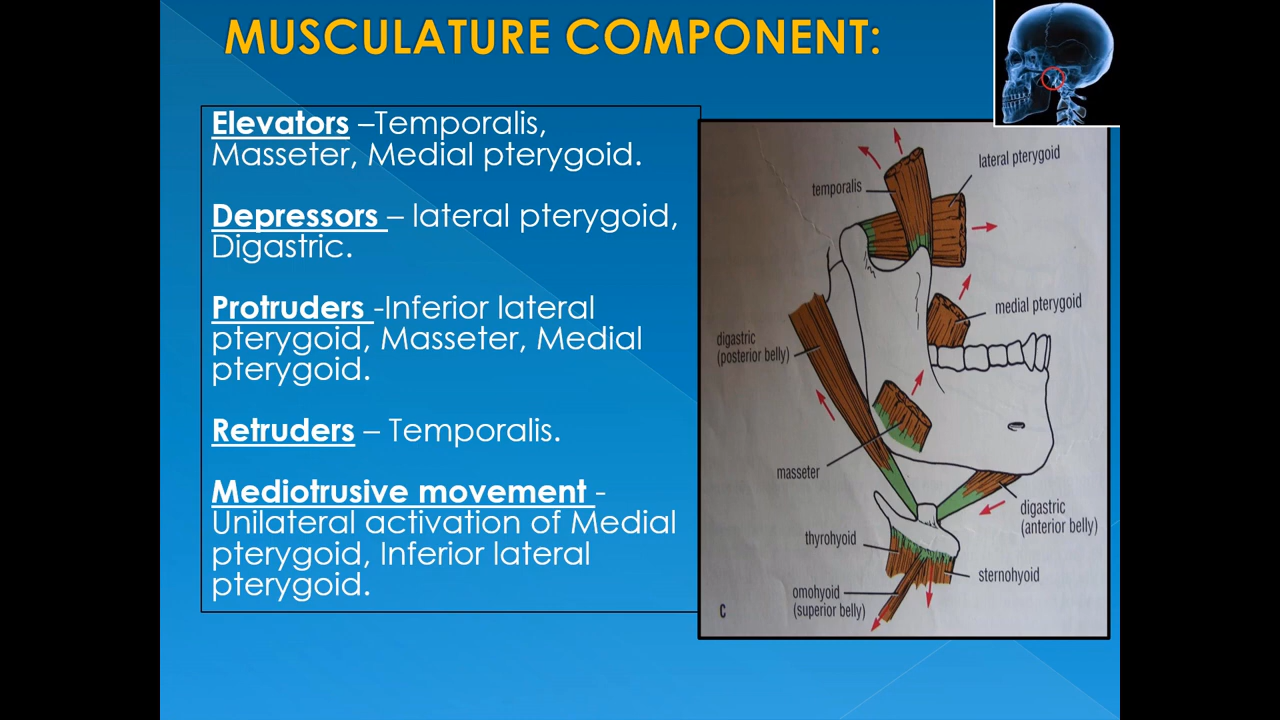 MUSCULATURE COMPONENT:
Elevators –Temporalis,
Masseter, Medial pterygoid.
Depressors – lateral pterygoid,
Digastric.
Protruders -Inferior lateral
pterygoid, Masseter, Medial
pterygoid.
Retruders – Temporalis.
Mediotrusive movement -
Unilateral activation of Medial
pterygoid, Inferior lateral
pterygoid.
lateral pterygoid
temporalis
medial pterygoid
digastric
(posterior belly)
masseter
digastric
(anterior belly)
thyrohyoid
sternohyoid
omohyoid
(superior belly)
C